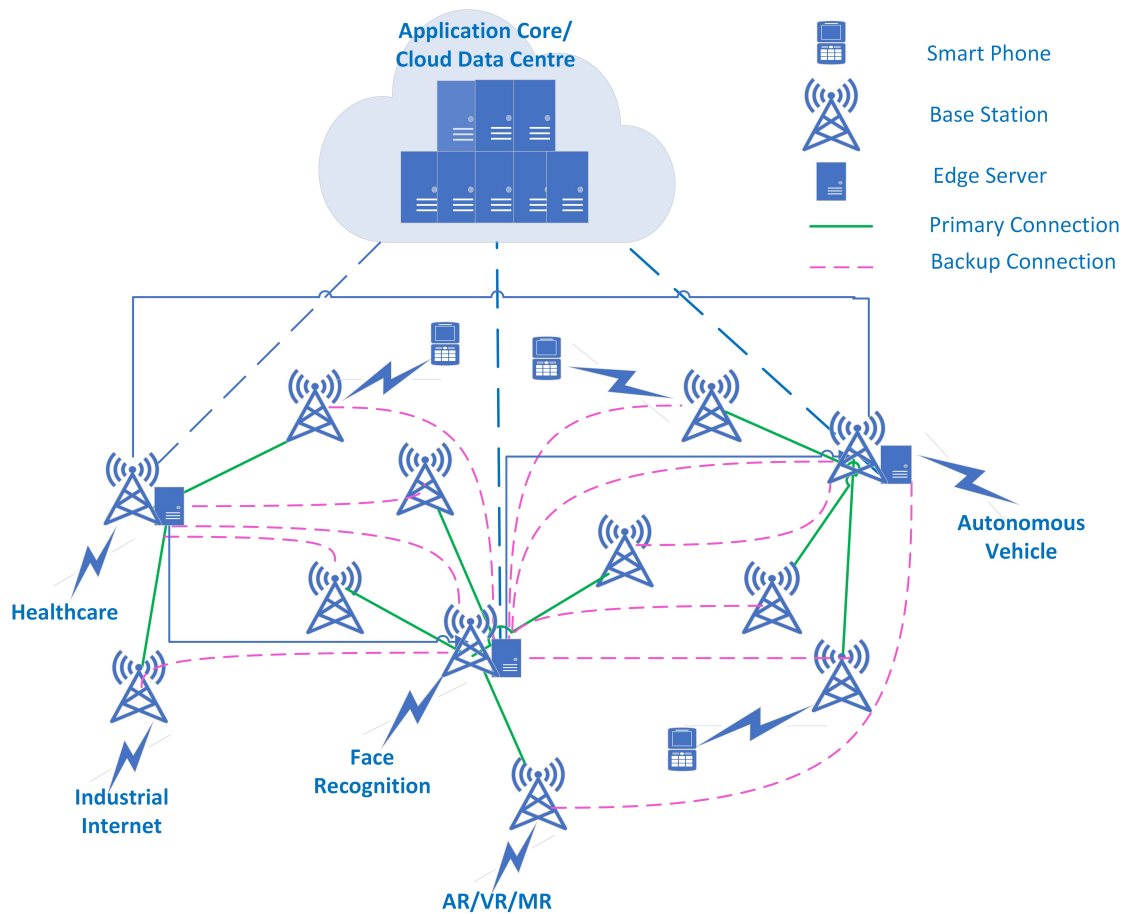 Application Core/
Cloud Data Centre
Smart Phone
Base Station
Edge Server
Primary Connection
Backup Connection
Autonomous
Vehicle
Healthcare
Face
Recognition
Industrial
Internet
AR/VR/MR